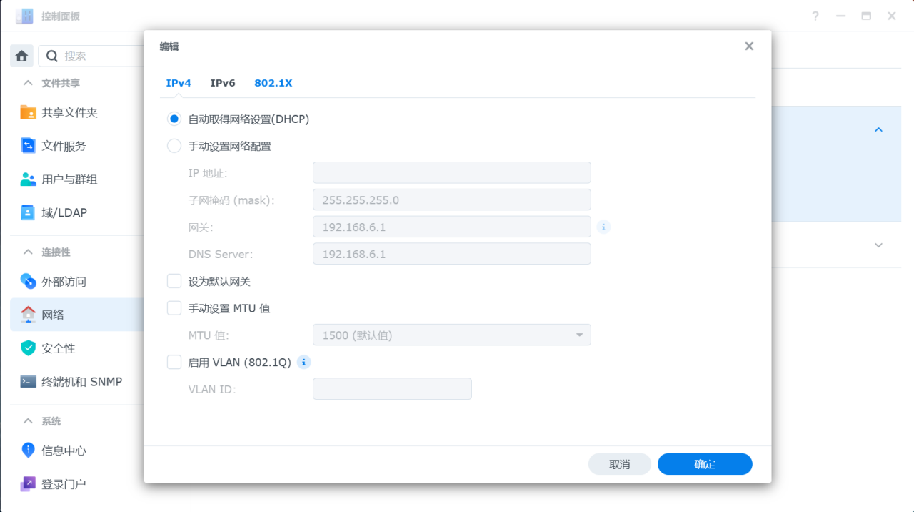 控制面板
搜索
文件共享
共享文件夹
文件服务
用户与群组
域/LDAP
连接性
外部访问
网络
安全性
终端机和 SNMP
系统
信息中心
登录门户
编辑
IPv4 IPv6 802.1X
自动取得网络设置(DHCP)
手动设置网络配置
IP 地址:
子网掩码 (mask): 255.255.255.0
网关: 192.168.6.1
DNS Server: 192.168.6.1
设为默认网关
手动设置 MTU 值
MTU 值: 1500 (默认值)
启用 VLAN (802.1Q)
VLAN ID:
取消 确定